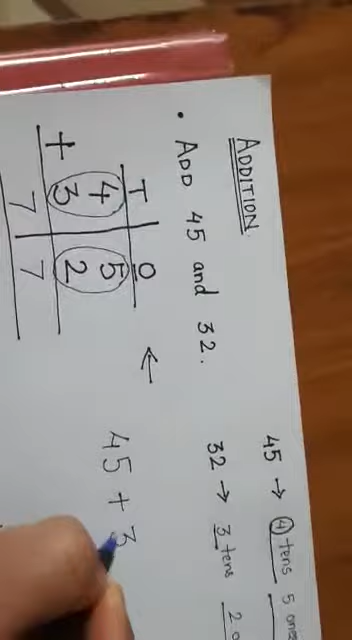 ADDITION
45 → 4 tens 5 ones
• ADD 45 and 32.
32 → 3 tens 2
T O
4 5 ←
+ 3 2
7 7
45 + 3